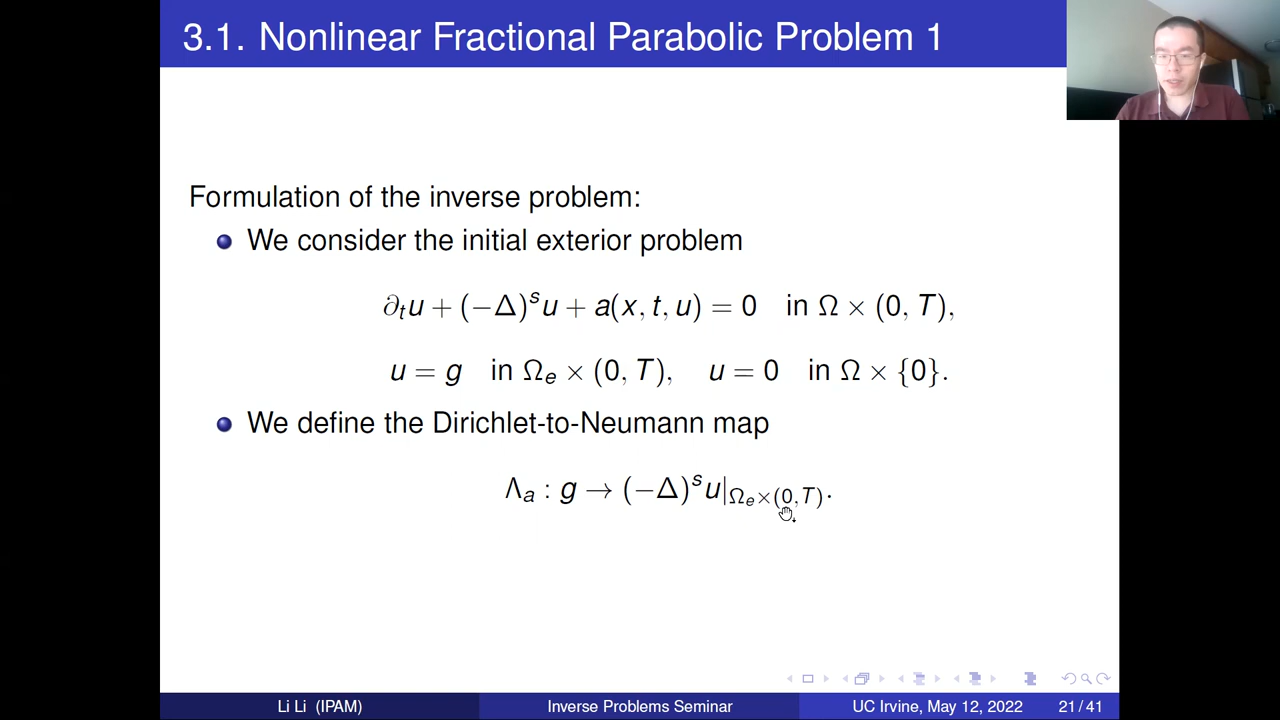 3.1. Nonlinear Fractional Parabolic Problem 1
Formulation of the inverse problem:
We consider the initial exterior problem
∂ₜu + (−Δ)ˢu + a(x, t, u) = 0 in Ω × (0, T),
u = g in Ωₑ × (0, T), u = 0 in Ω × {0}.
We define the Dirichlet-to-Neumann map
Λₐ : g → (−Δ)ˢu|_{Ωₑ×(0,T)}.
Li Li (IPAM) Inverse Problems Seminar UC Irvine, May 12, 2022 21 / 41